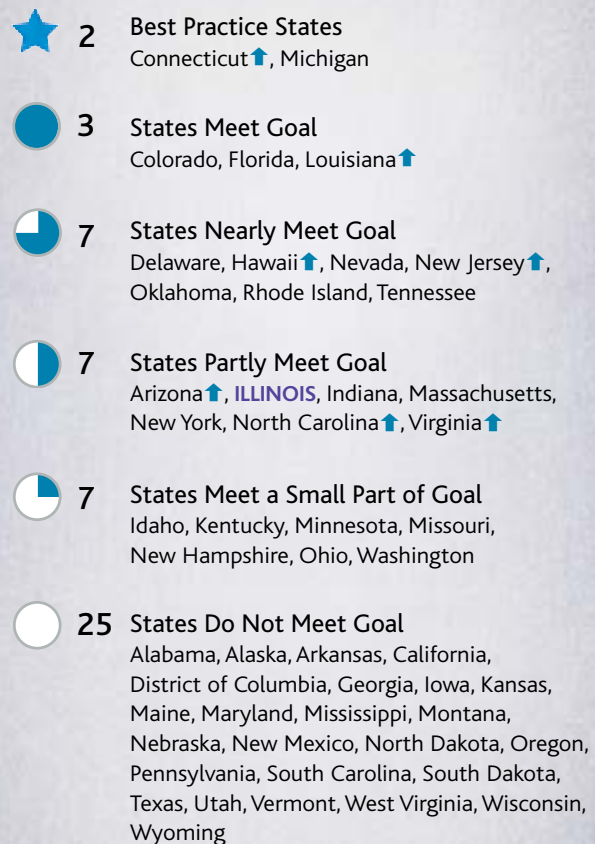 2 Best Practice States
Connecticut⬆, Michigan
3 States Meet Goal
Colorado, Florida, Louisiana⬆
7 States Nearly Meet Goal
Delaware, Hawaii⬆, Nevada, New Jersey⬆,
Oklahoma, Rhode Island, Tennessee
7 States Partly Meet Goal
Arizona⬆, ILLINOIS, Indiana, Massachusetts,
New York, North Carolina⬆, Virginia⬆
7 States Meet a Small Part of Goal
Idaho, Kentucky, Minnesota, Missouri,
New Hampshire, Ohio, Washington
25 States Do Not Meet Goal
Alabama, Alaska, Arkansas, California,
District of Columbia, Georgia, Iowa, Kansas,
Maine, Maryland, Mississippi, Montana,
Nebraska, New Mexico, North Dakota, Oregon,
Pennsylvania, South Carolina, South Dakota,
Texas, Utah, Vermont, West Virginia, Wisconsin,
Wyoming